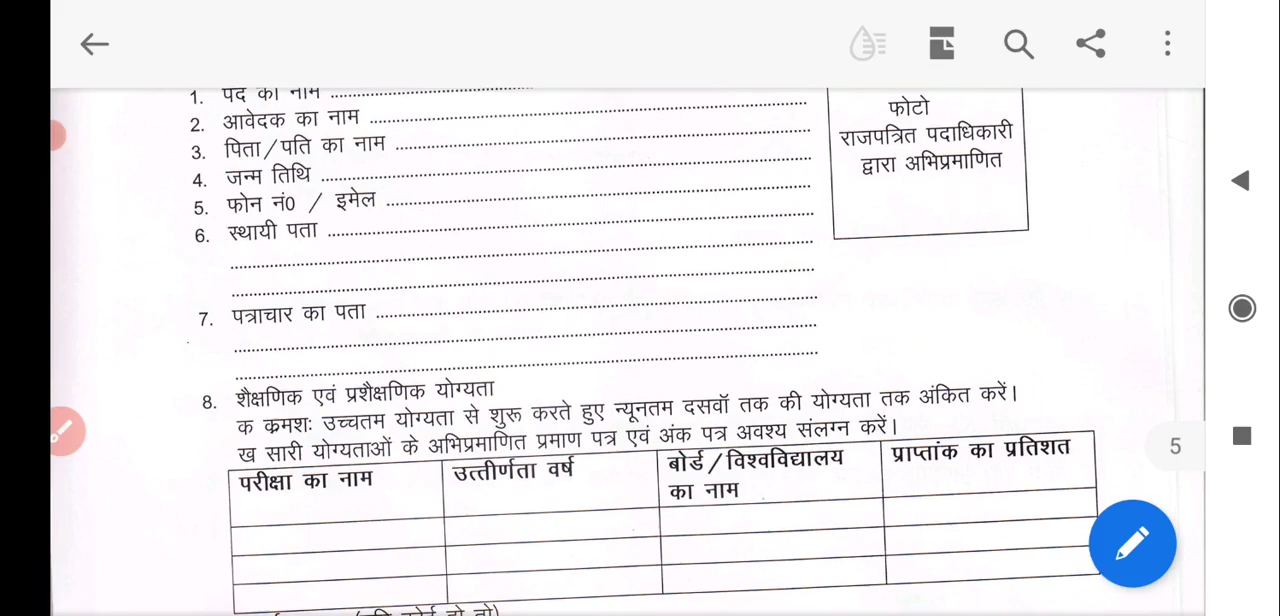 1. पद का नाम ........................
2. आवेदक का नाम ........................
3. पिता/पति का नाम ........................
4. जन्म तिथि ........................
5. फोन नं0 / इमेल ........................
6. स्थायी पता ........................
........................
........................
7. पत्राचार का पता ........................
........................
........................
फोटो
राजपत्रित पदाधिकारी
द्वारा अभिप्रमाणित
8. शैक्षणिक एवं प्रशैक्षणिक योग्यता
क क्रमशः उच्चतम योग्यता से शुरू करते हुए न्यूनतम दसवॉ तक की योग्यता तक अंकित करें।
ख सारी योग्यताओं के अभिप्रमाणित प्रमाण पत्र एवं अंक पत्र अवश्य संलग्न करें।
परीक्षा का नाम
उत्तीर्णता वर्ष
बोर्ड/विश्वविद्यालय
का नाम
प्राप्तांक का प्रतिशत
5